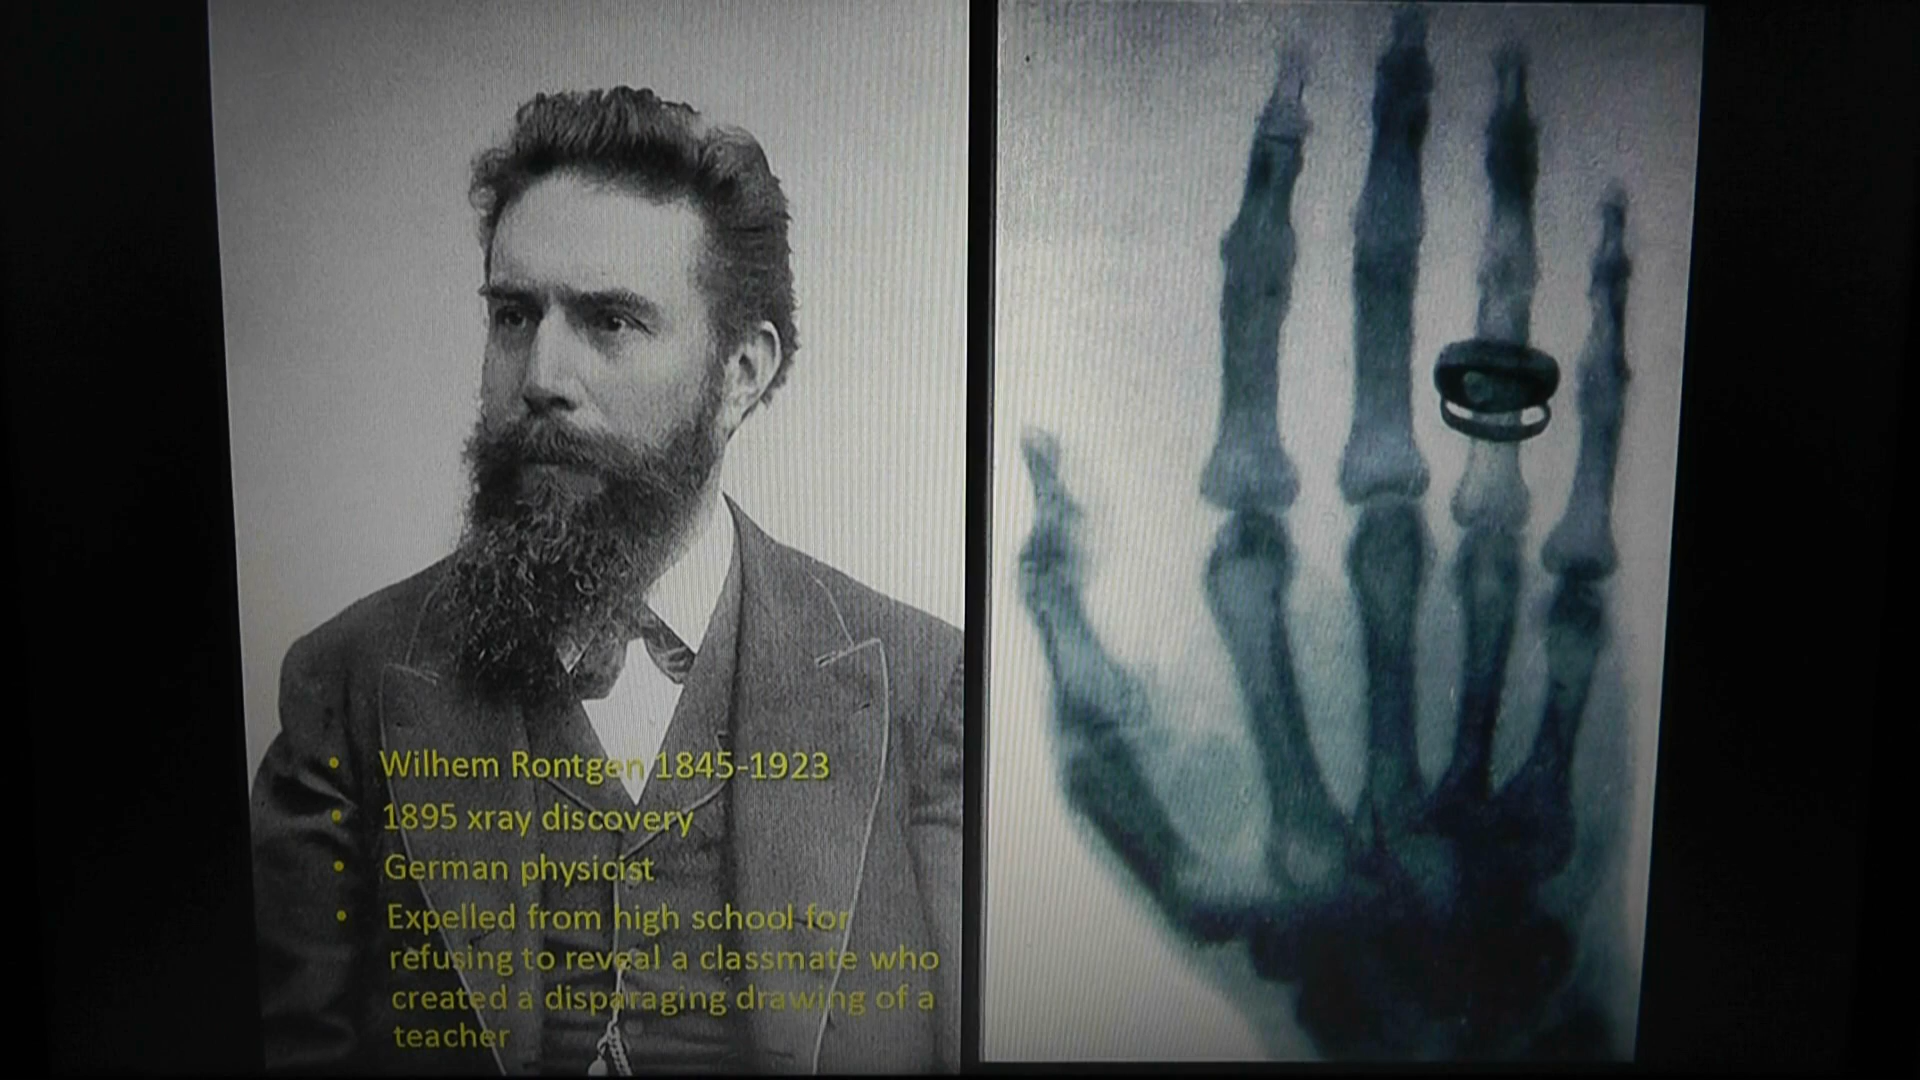 • Wilhem Rontgen 1845-1923
• 1895 xray discovery
• German physicist
• Expelled from high school for
refusing to reveal a classmate who
created a disparaging drawing of a
teacher